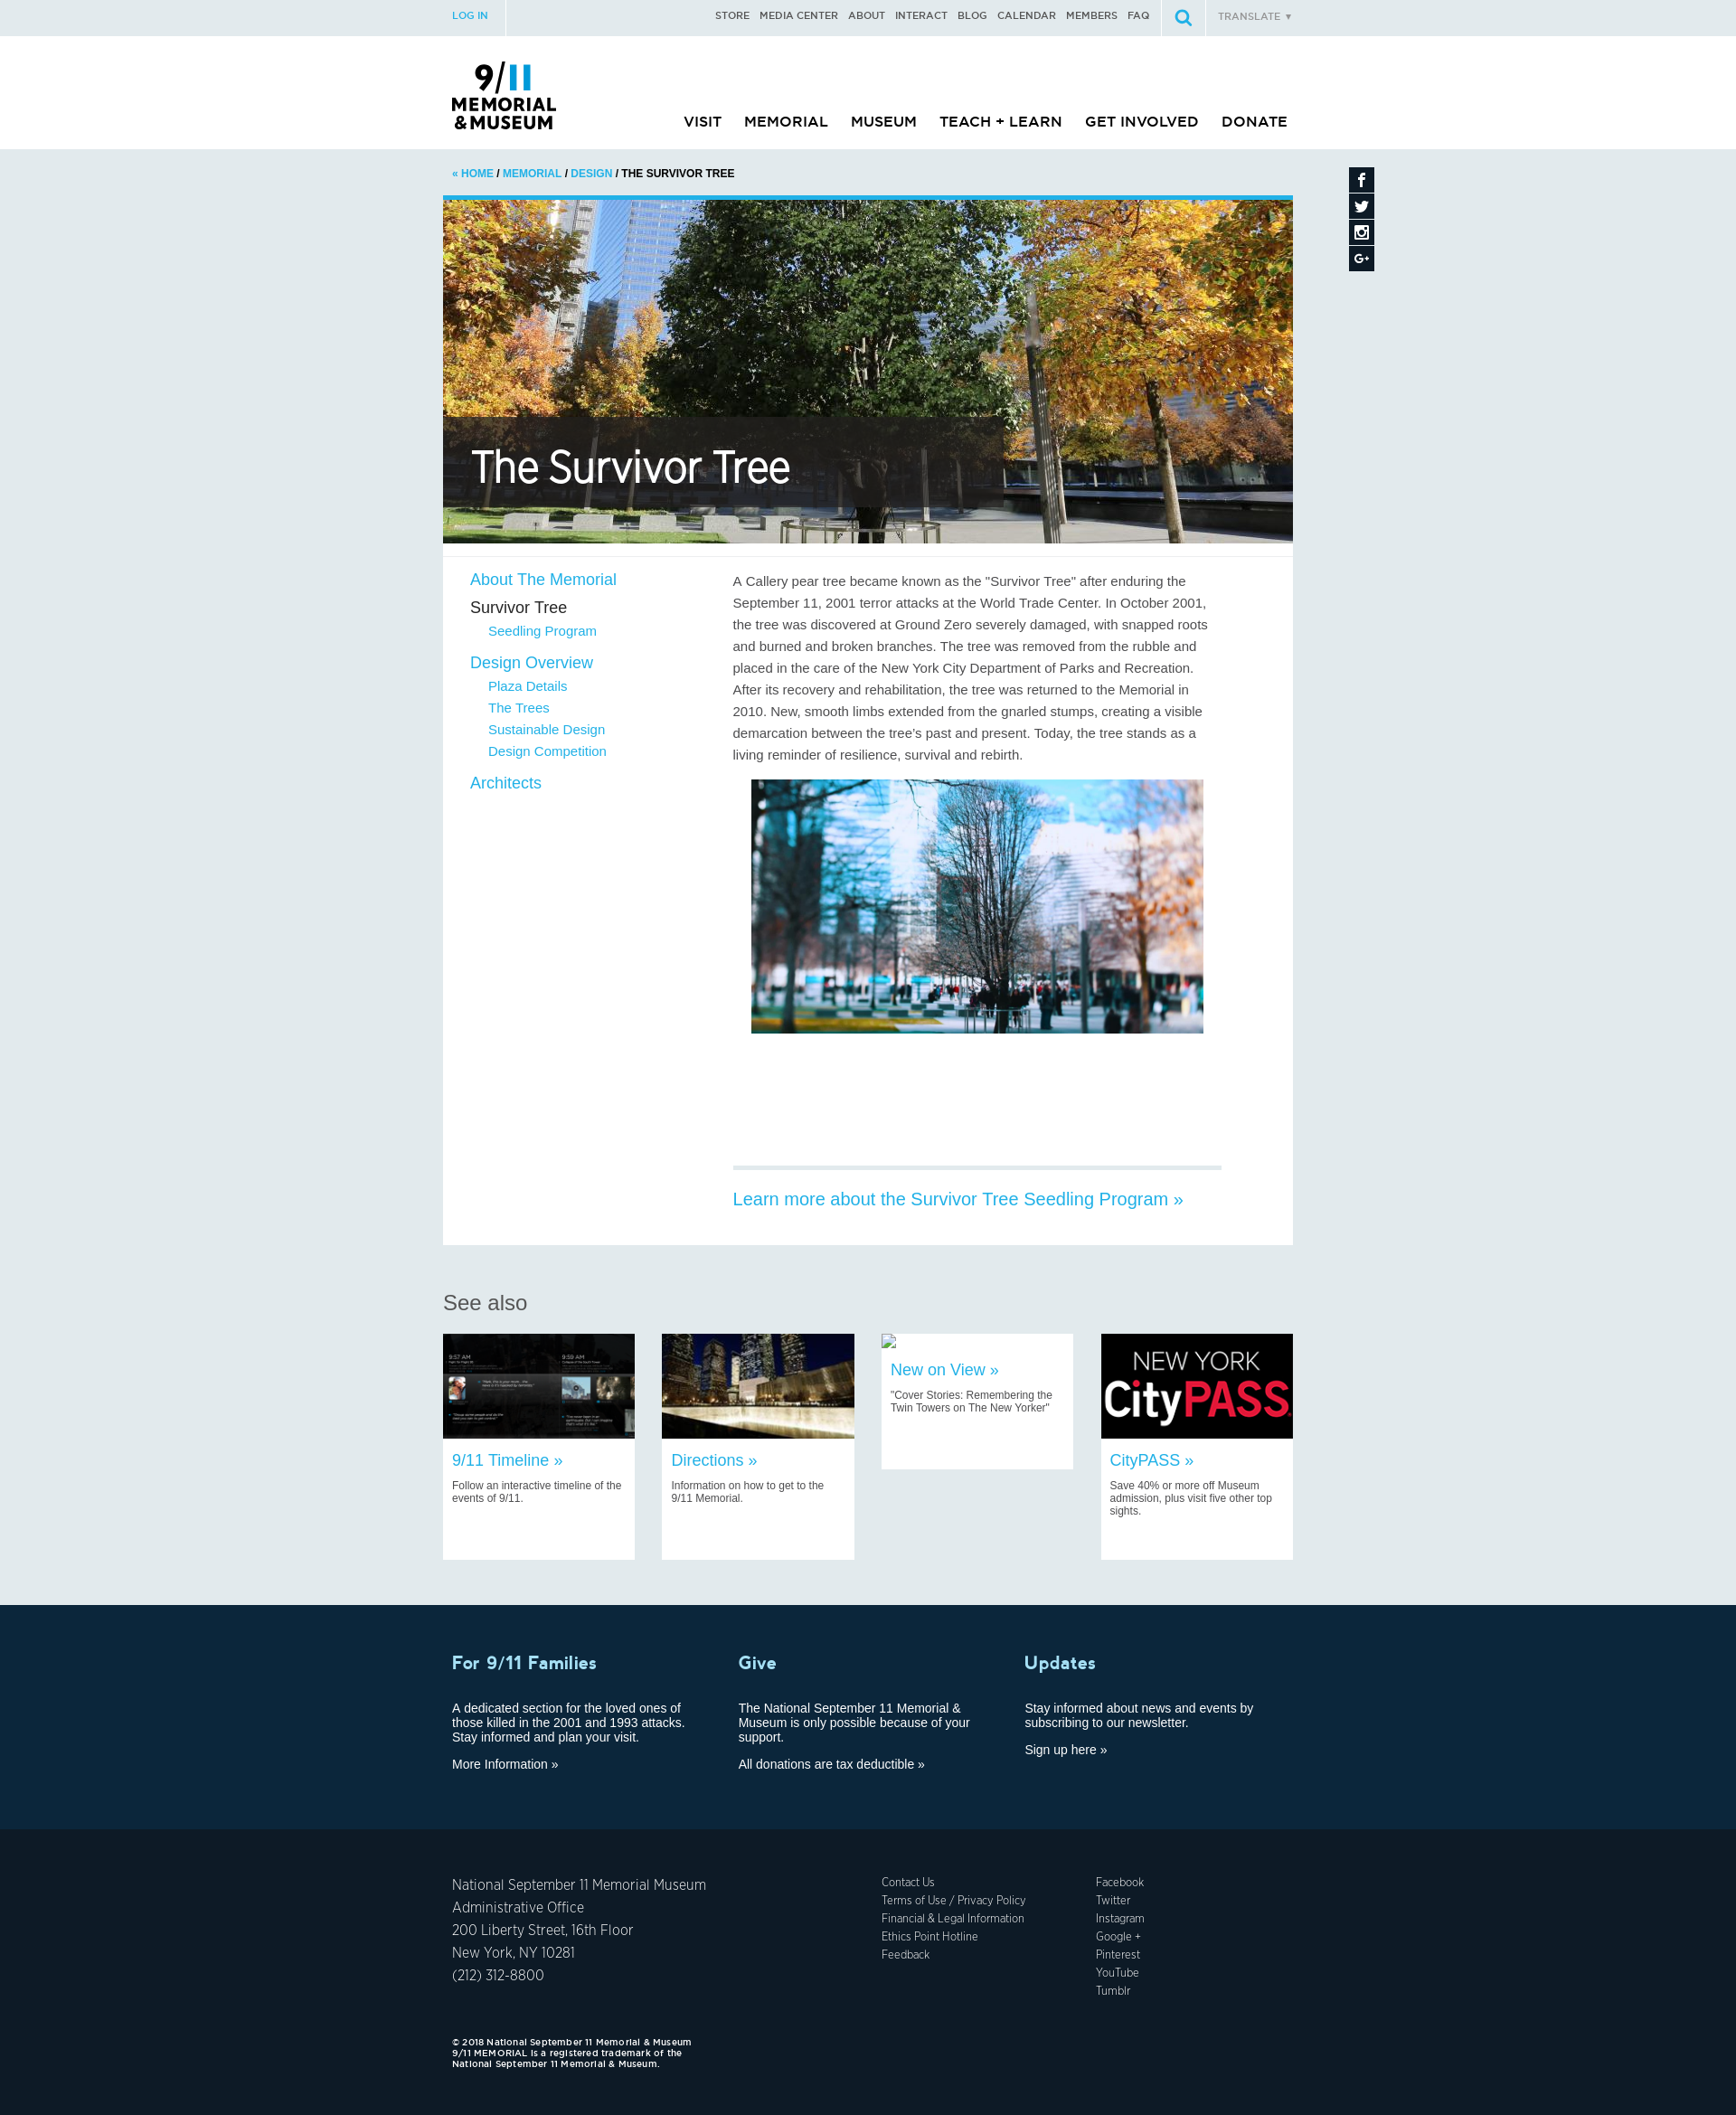 LOG IN
STORE MEDIA CENTER ABOUT INTERACT BLOG CALENDAR MEMBERS FAQ
TRANSLATE ▼
9/11
MEMORIAL
& MUSEUM
VISIT MEMORIAL MUSEUM TEACH + LEARN GET INVOLVED DONATE
« HOME / MEMORIAL / DESIGN / THE SURVIVOR TREE
The Survivor Tree
About The Memorial
Survivor Tree
Seedling Program
Design Overview
Plaza Details
The Trees
Sustainable Design
Design Competition
Architects
A Callery pear tree became known as the "Survivor Tree" after enduring the
September 11, 2001 terror attacks at the World Trade Center. In October 2001,
the tree was discovered at Ground Zero severely damaged, with snapped roots
and burned and broken branches. The tree was removed from the rubble and
placed in the care of the New York City Department of Parks and Recreation.
After its recovery and rehabilitation, the tree was returned to the Memorial in
2010. New, smooth limbs extended from the gnarled stumps, creating a visible
demarcation between the tree's past and present. Today, the tree stands as a
living reminder of resilience, survival and rebirth.
Learn more about the Survivor Tree Seedling Program »
See also
9:57 AM
9:59 AM
9/11 Timeline »
Follow an interactive timeline of the
events of 9/11.
Directions »
Information on how to get to the
9/11 Memorial.
New on View »
"Cover Stories: Remembering the
Twin Towers on The New Yorker"
NEW YORK
CityPASS
CityPASS »
Save 40% or more off Museum
admission, plus visit five other top
sights.
For 9/11 Families
A dedicated section for the loved ones of
those killed in the 2001 and 1993 attacks.
Stay informed and plan your visit.
More Information »
Give
The National September 11 Memorial &
Museum is only possible because of your
support.
All donations are tax deductible »
Updates
Stay informed about news and events by
subscribing to our newsletter.
Sign up here »
National September 11 Memorial Museum
Administrative Office
200 Liberty Street, 16th Floor
New York, NY 10281
(212) 312-8800
Contact Us
Terms of Use / Privacy Policy
Financial & Legal Information
Ethics Point Hotline
Feedback
Facebook
Twitter
Instagram
Google +
Pinterest
YouTube
Tumblr
© 2018 National September 11 Memorial & Museum
9/11 MEMORIAL is a registered trademark of the
National September 11 Memorial & Museum.